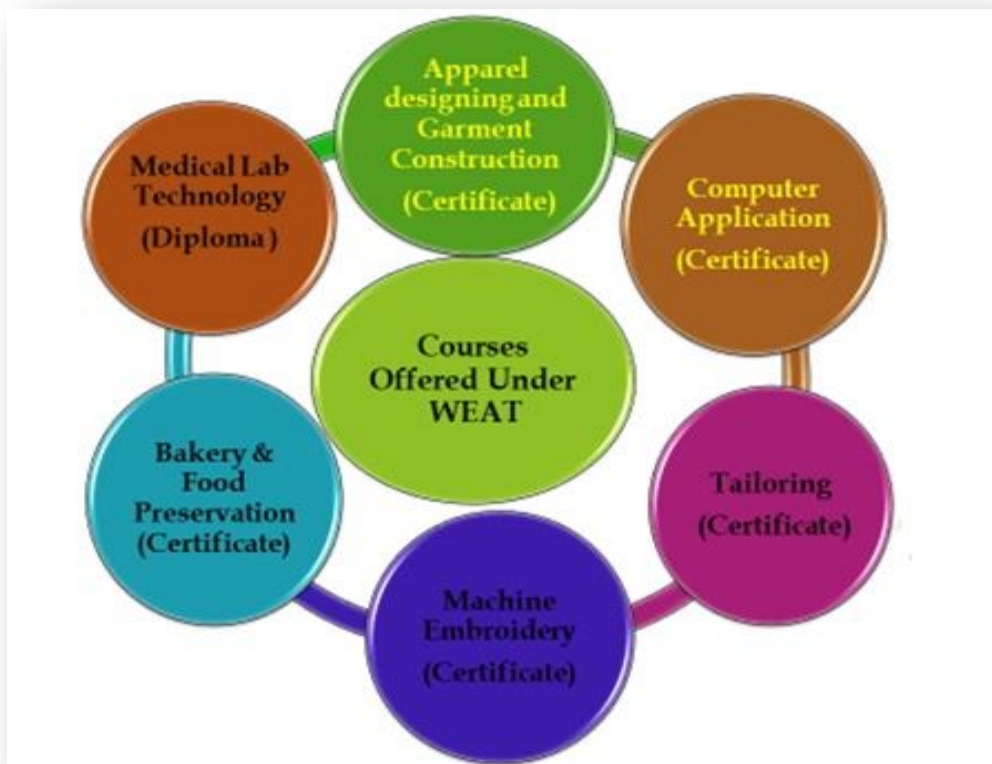 Apparel
designing and
Garment
Construction
(Certificate)
Computer
Application
(Certificate)
Tailoring
(Certificate)
Machine
Embroidery
(Certificate)
Bakery &
Food
Preservation
(Certificate)
Medical Lab
Technology
(Diploma )
Courses
Offered Under
WEAT